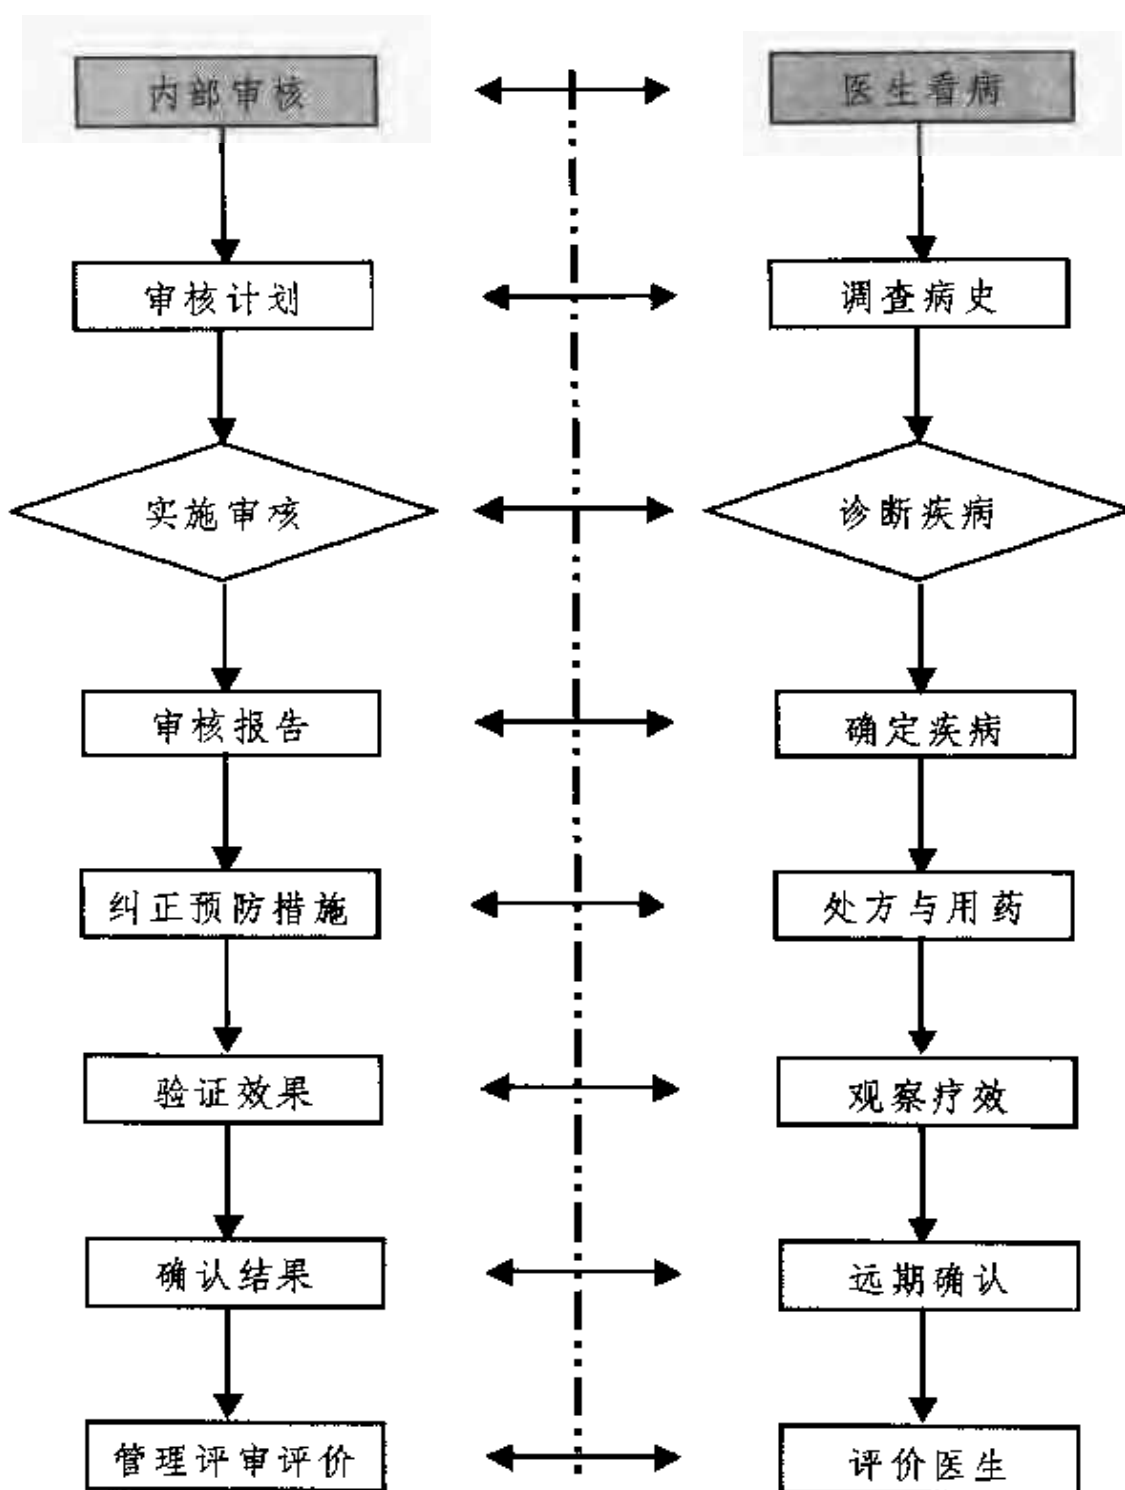 内部审核
医生看病
审核计划
调查病史
实施审核
诊断疾病
审核报告
确定疾病
纠正预防措施
处方与用药
验证效果
观察疗效
确认结果
远期确认
管理评审评价
评价医生